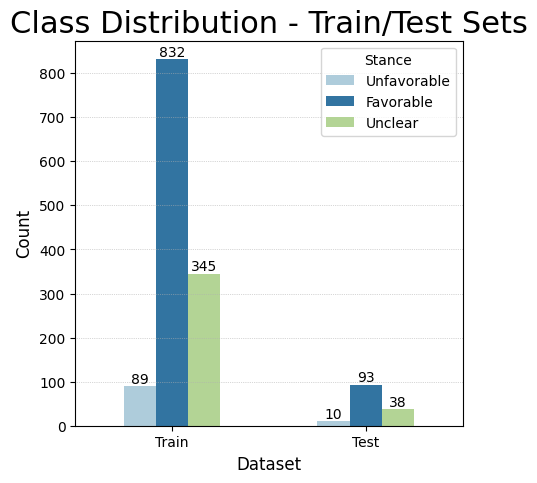 Class Distribution - Train/Test Sets
Stance
Unfavorable
Favorable
Unclear
Count
800
700
600
500
400
300
200
100
0
832
345
89
93
38
10
Train
Test
Dataset